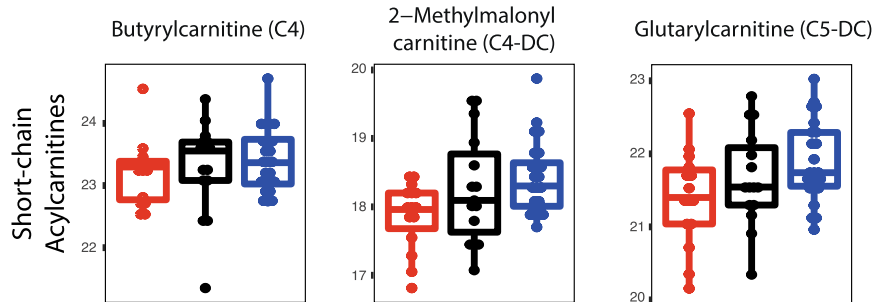 Butyrylcarnitine (C4)
2−Methylmalonyl
carnitine (C4-DC)
Glutarylcarnitine (C5-DC)
Short-chain
Acylcarnitines
24
23
22
20
19
18
17
23
22
21
20